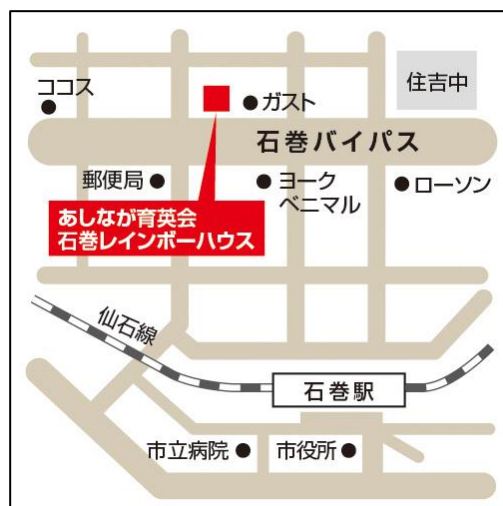 ココス
ガスト
住吉中
石巻バイパス
郵便局
ヨーク
ベニマル
ローソン
あしなが育英会
石巻レインボーハウス
仙石線
石巻駅
市立病院
市役所